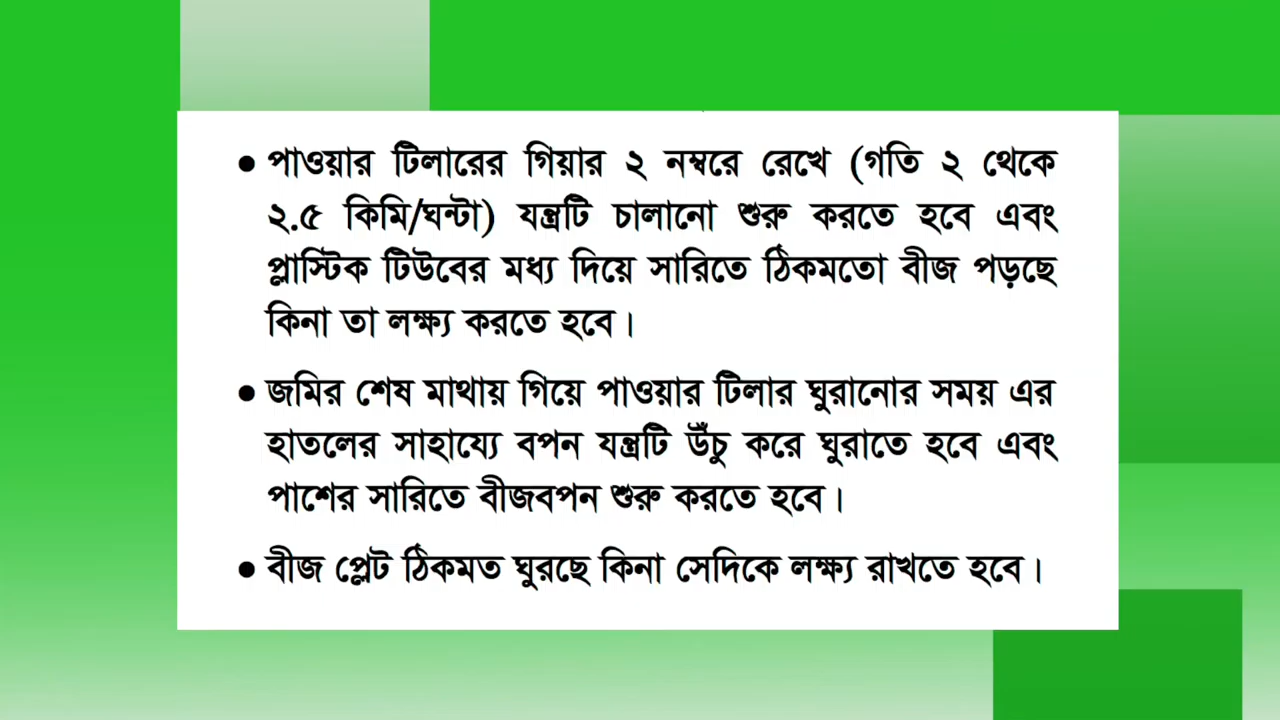 • পাওয়ার টিলারের গিয়ার ২ নম্বরে রেখে (গতি ২ থেকে
২.৫ কিমি/ঘন্টা) যন্ত্রটি চালানো শুরু করতে হবে এবং
প্লাস্টিক টিউবের মধ্য দিয়ে সারিতে ঠিকমতো বীজ পড়ছে
কিনা তা লক্ষ্য করতে হবে।
• জমির শেষ মাথায় গিয়ে পাওয়ার টিলার ঘুরানোর সময় এর
হাতলের সাহায্যে বপন যন্ত্রটি উঁচু করে ঘুরাতে হবে এবং
পাশের সারিতে বীজবপন শুরু করতে হবে।
• বীজ প্লেট ঠিকমত ঘুরছে কিনা সেদিকে লক্ষ্য রাখতে হবে।